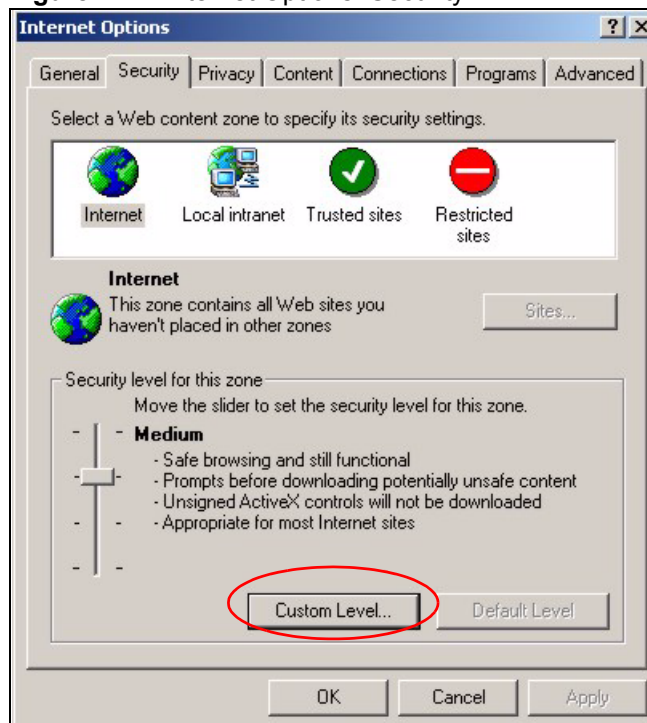 Internet Options
General Security Privacy Content Connections Programs Advanced
Select a Web content zone to specify its security settings.
Internet Local intranet Trusted sites Restricted
sites
Internet
This zone contains all Web sites you
haven't placed in other zones
Sites...
Security level for this zone
Move the slider to set the security level for this zone.
Medium
- Safe browsing and still functional
- Prompts before downloading potentially unsafe content
- Unsigned ActiveX controls will not be downloaded
- Appropriate for most Internet sites
Custom Level... Default Level
OK Cancel Apply